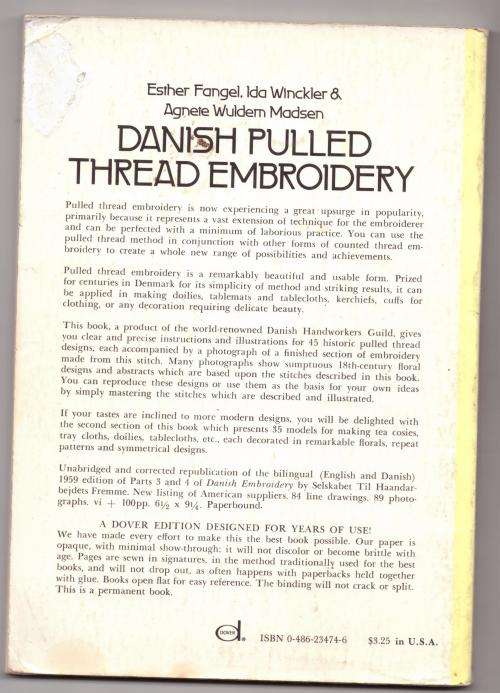 Esther Fangel, Ida Winckler &
Agnete Wuldem Madsen
DANISH PULLED
THREAD EMBROIDERY
Pulled thread embroidery is now experiencing a great upsurge in popularity,
primarily because it represents a vast extension of technique for the embroiderer
and can be perfected with a minimum of laborious practice. You can use the
pulled thread method in conjunction with other forms of counted thread em-
broidery to create a whole new range of possibilities and achievements.
Pulled thread embroidery is a remarkably beautiful and usable form. Prized
for centuries in Denmark for its simplicity of method and striking results, it can
be applied in making doilies, tablemats and tablecloths, kerchiefs, cuffs for
clothing, or any decoration requiring delicate beauty.
This book, a product of the world-renowned Danish Handworkers Guild, gives
you clear and precise instructions and illustrations for 45 historic pulled thread
designs, each accompanied by a photograph of a finished section of embroidery
made from this stitch. Many photographs show sumptuous 18th-century floral
designs and abstracts which are based upon the stitches described in this book.
You can reproduce these designs or use them as the basis for your own ideas
by simply mastering the stitches which are described and illustrated.
If your tastes are inclined to more modern designs, you will be delighted with
the second section of this book which presents 35 models for making tea cosies,
tray cloths, doilies, tablecloths, etc., each decorated in remarkable florals, repeat
patterns and symmetrical designs.
Unabridged and corrected republication of the bilingual (English and Danish)
1959 edition of Parts 3 and 4 of Danish Embroidery by Selskabet Til Haandar-
bejdets Fremme. New listing of American suppliers. 84 line drawings. 89 photo-
graphs. vi + 100pp. 6½ x 9¼. Paperbound.
A DOVER EDITION DESIGNED FOR YEARS OF USE!
We have made every effort to make this the best book possible. Our paper is
opaque, with minimal show-through; it will not discolor or become brittle with
age. Pages are sewn in signatures, in the method traditionally used for the best
books, and will not drop out, as often happens with paperbacks held together
with glue. Books open flat for easy reference. The binding will not crack or split.
This is a permanent book.
DOVER ® ISBN 0-486-23474-6 $3.25 in U.S.A.